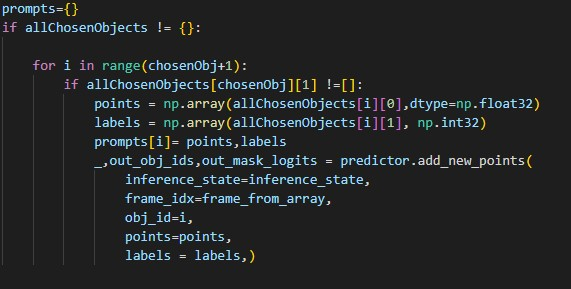 prompts={}
if allChosenObjects != {}:
for i in range(chosenObj+1):
if allChosenObjects[chosenObj][1] !=[]:
points = np.array(allChosenObjects[i][0],dtype=np.float32)
labels = np.array(allChosenObjects[i][1], np.int32)
prompts[i]= points,labels
_,out_obj_ids,out_mask_logits = predictor.add_new_points(
inference_state=inference_state,
frame_idx=frame_from_array,
obj_id=i,
points=points,
labels = labels,)